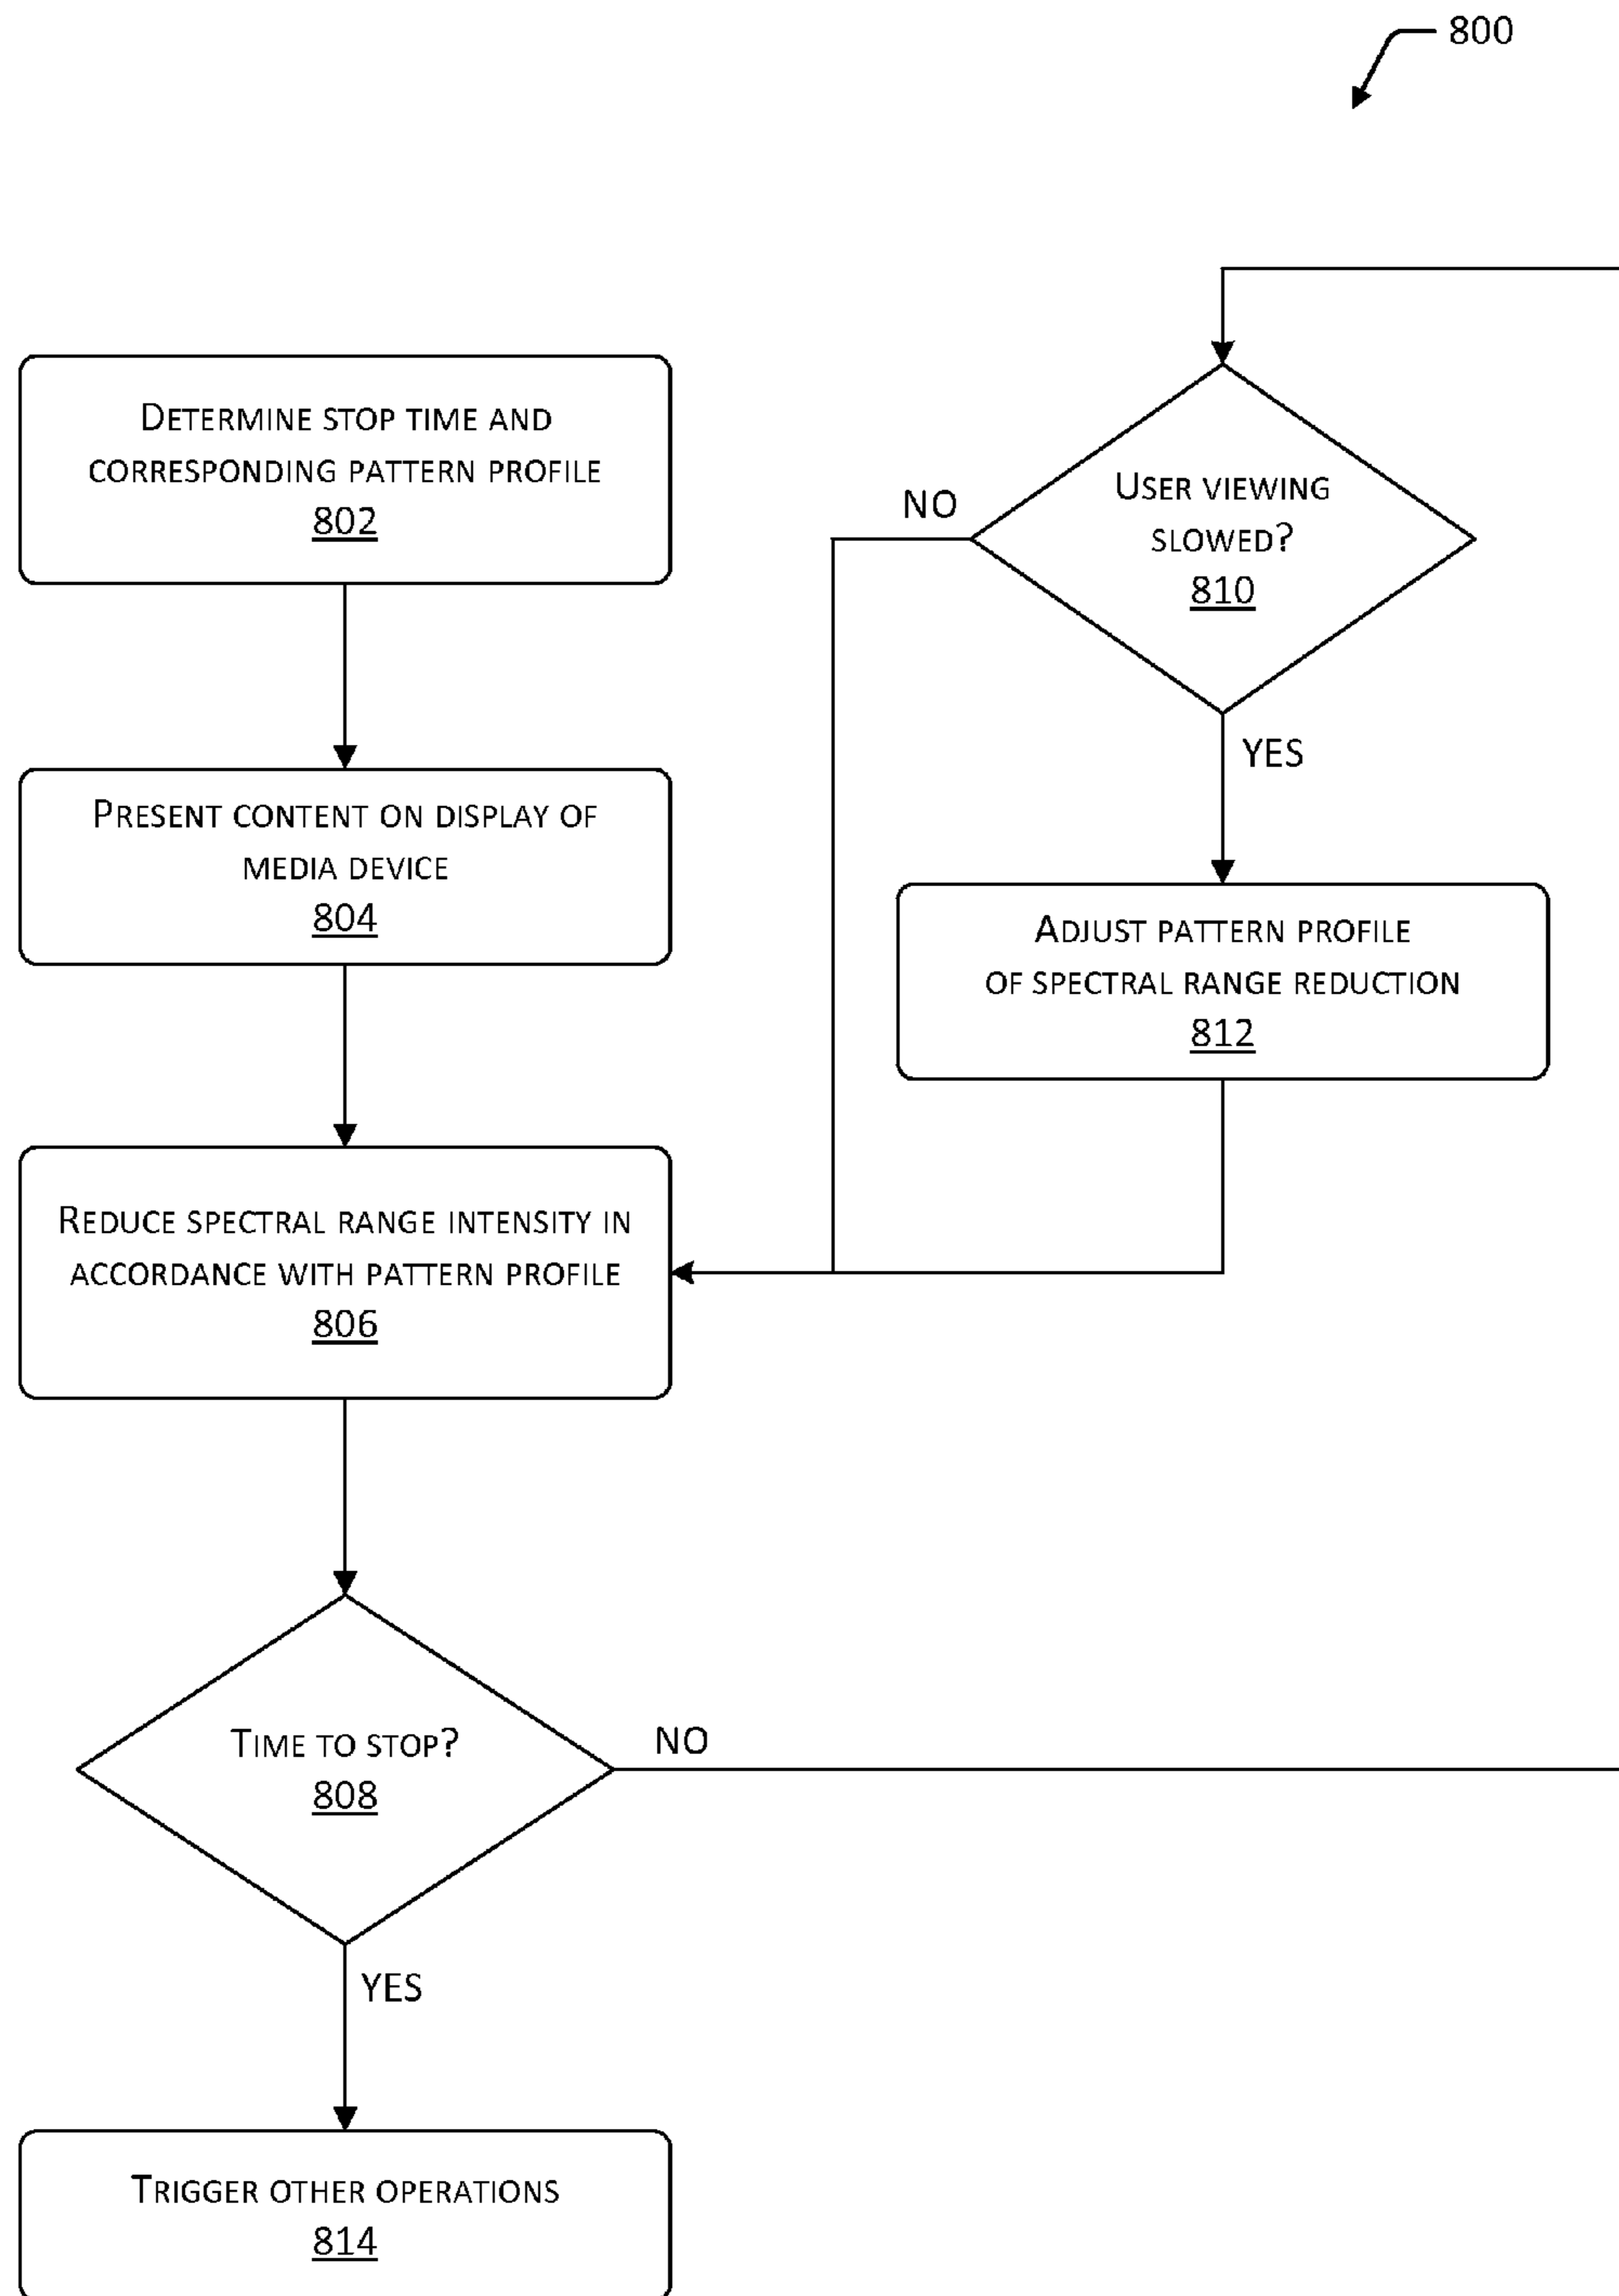 800
DETERMINE STOP TIME AND
CORRESPONDING PATTERN PROFILE
802
PRESENT CONTENT ON DISPLAY OF
MEDIA DEVICE
804
REDUCE SPECTRAL RANGE INTENSITY IN
ACCORDANCE WITH PATTERN PROFILE
806
TIME TO STOP?
808
NO
YES
TRIGGER OTHER OPERATIONS
814
USER VIEWING
SLOWED?
810
NO
YES
ADJUST PATTERN PROFILE
OF SPECTRAL RANGE REDUCTION
812